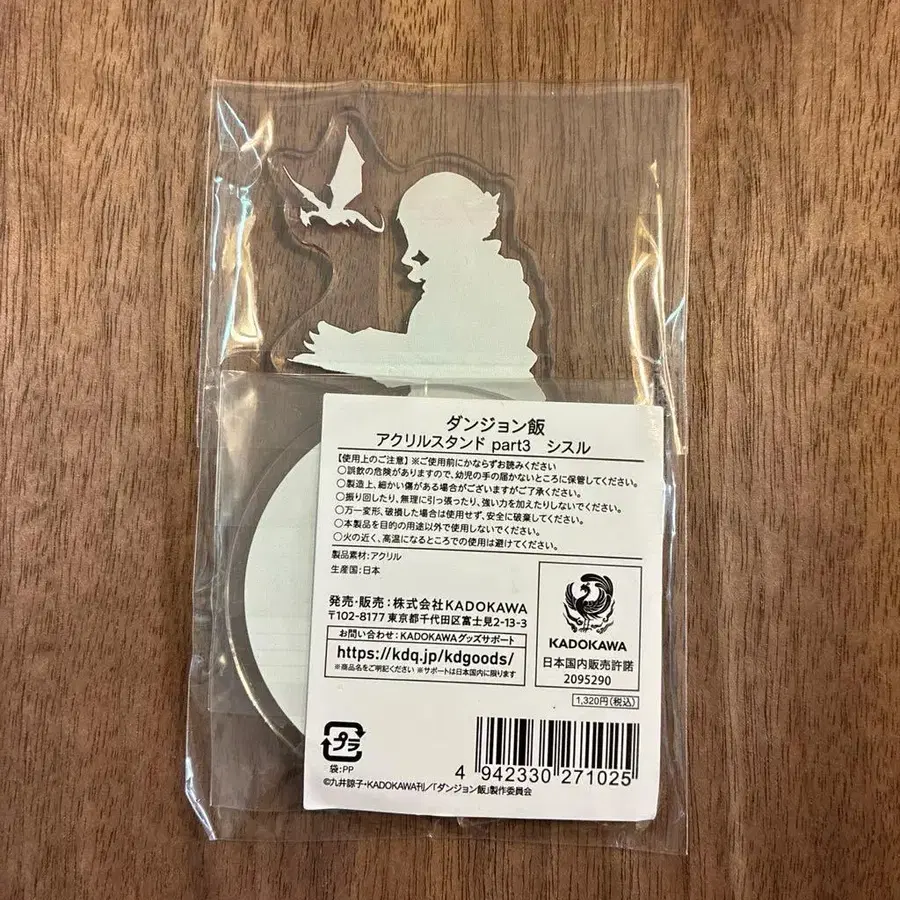 ダンジョン飯
アクリルスタンド part3　シスル
【使用上のご注意】※ご使用前にかならずお読みください
○誤飲の危険がありますので、幼児の手の届かないところに保管してください。
○製造上、細かい傷がある場合がございますがご了承ください。
○振り回したり、無理に引っ張ったり、強い力を加えたりしないでください。
○万一変形、破損した場合は使用せず、安全に破棄してください。
○本製品を目的の用途以外で使用しないでください。
○火の近く、高温になるところでの使用は避けてください。
製品素材：アクリル
生産国：日本
発売・販売：株式会社KADOKAWA
〒102-8177 東京都千代田区富士見2-13-3
お問い合わせ：KADOKAWAグッズサポート
https://kdq.jp/kdgoods/
※商品名をご明記ください ※サポートは日本国内に限ります
KADOKAWA
日本国内販売許諾
2095290
1,320円(税込)
プラ
袋：PP
4 942330 271025
©九井諒子・KADOKAWA刊／「ダンジョン飯」製作委員会